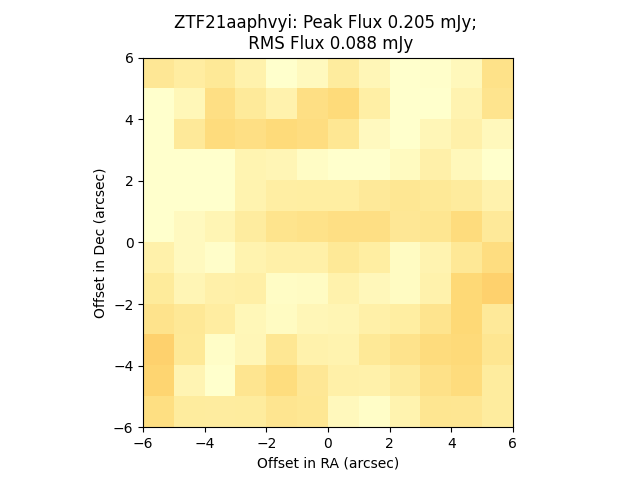 ZTF21aaphvyi: Peak Flux 0.205 mJy;
RMS Flux 0.088 mJy
6
4
2
0
−2
−4
−6
Offset in Dec (arcsec)
−6 −4 −2 0 2 4 6
Offset in RA (arcsec)